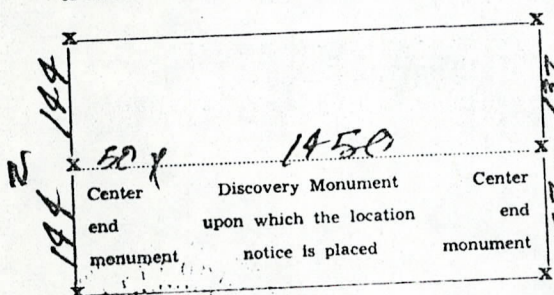 X X
144
N X 50 X 1450 X
Center Discovery Monument Center
end upon which the location end
monument notice is placed monument
144
X X